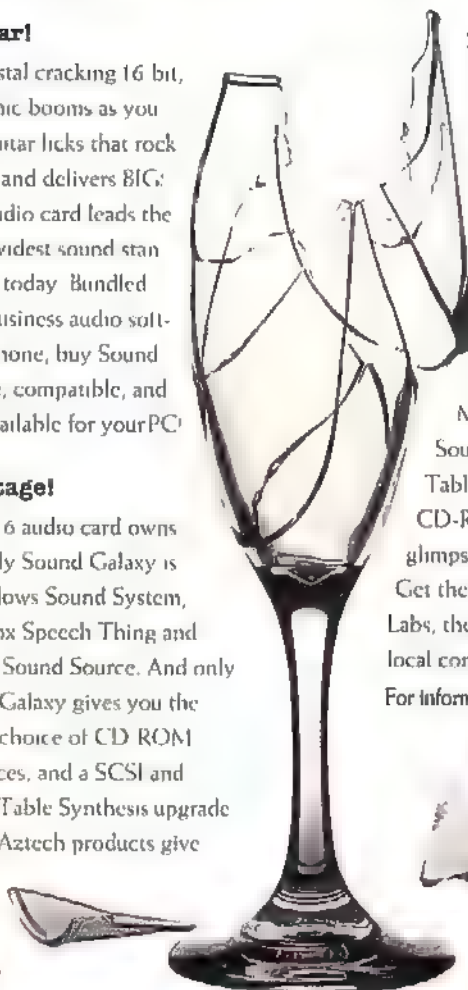 ar!
stal cracking 16 bit,
nic booms as you
uitar licks that rock
and delivers BIG!
udio card leads the
widest sound stan
today Bundled
usiness audio soft-
hone, buy Sound
e, compatible, and
ailable for your PC!
tage!
6 audio card owns
ly Sound Galaxy is
dows Sound System,
ox Speech Thing and
Sound Source. And only
Galaxy gives you the
choice of CD ROM
ces, and a SCSI and
Table Synthesis upgrade
Aztech products give
M
Sou
Tabl
CD-R
glimps
Get the
Labs, the
local con
For inform